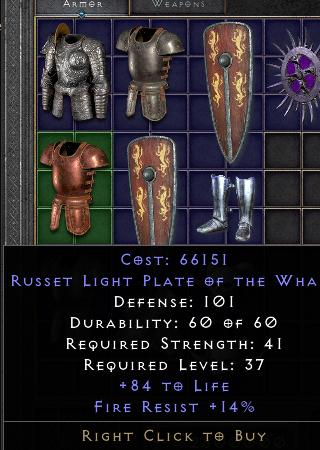 Armor Weapons
Cost: 66151
Russet Light Plate of the Wha
Defense: 101
Durability: 60 of 60
Required Strength: 41
Required Level: 37
+84 to Life
Fire Resist +14%
Right Click to Buy